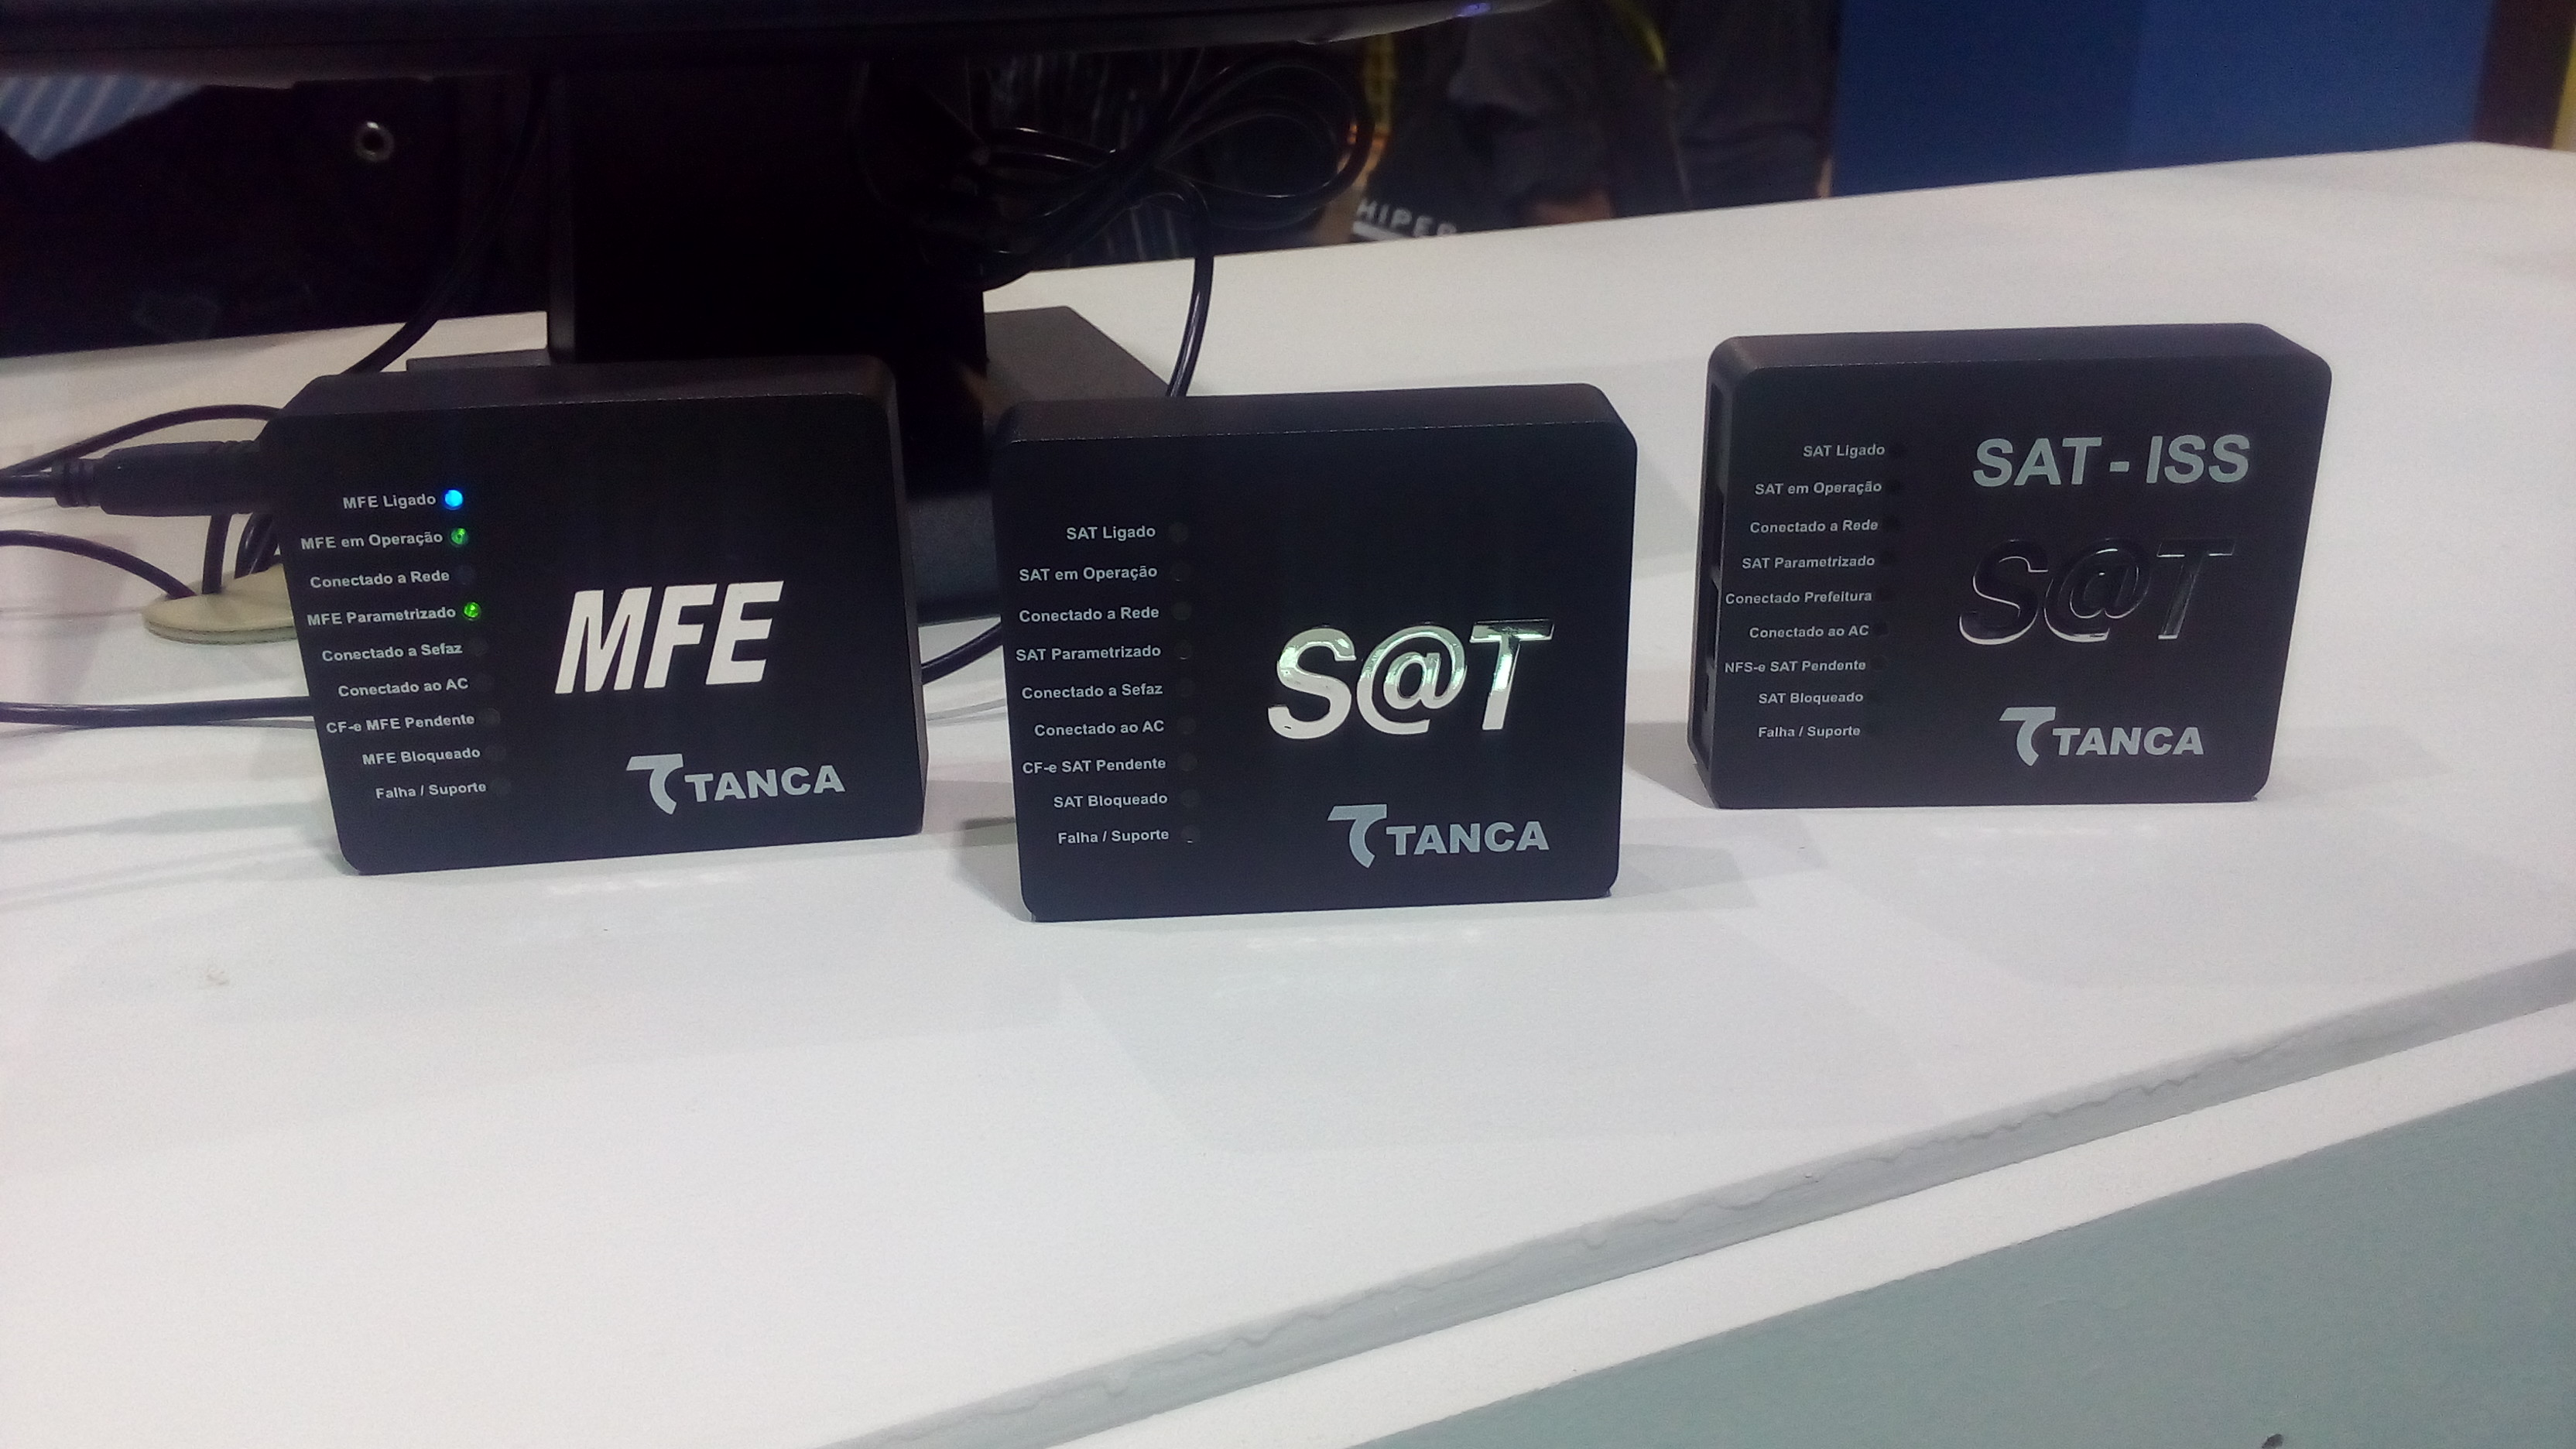 HIPER
MFE Ligado
MFE em Operação
Conectado a Rede
MFE Parametrizado
Conectado a Sefaz
Conectado ao AC
CF-e MFE Pendente
MFE Bloqueado
Falha / Suporte
MFE
TANCA
SAT Ligado
SAT em Operação
Conectado a Rede
SAT Parametrizado
Conectado a Sefaz
Conectado ao AC
CF-e SAT Pendente
SAT Bloqueado
Falha / Suporte
S@T
TANCA
SAT Ligado
SAT em Operação
Conectado a Rede
SAT Parametrizado
Conectado Prefeitura
Conectado ao AC
NFS-e SAT Pendente
SAT Bloqueado
Falha / Suporte
SAT - ISS
S@T
TANCA